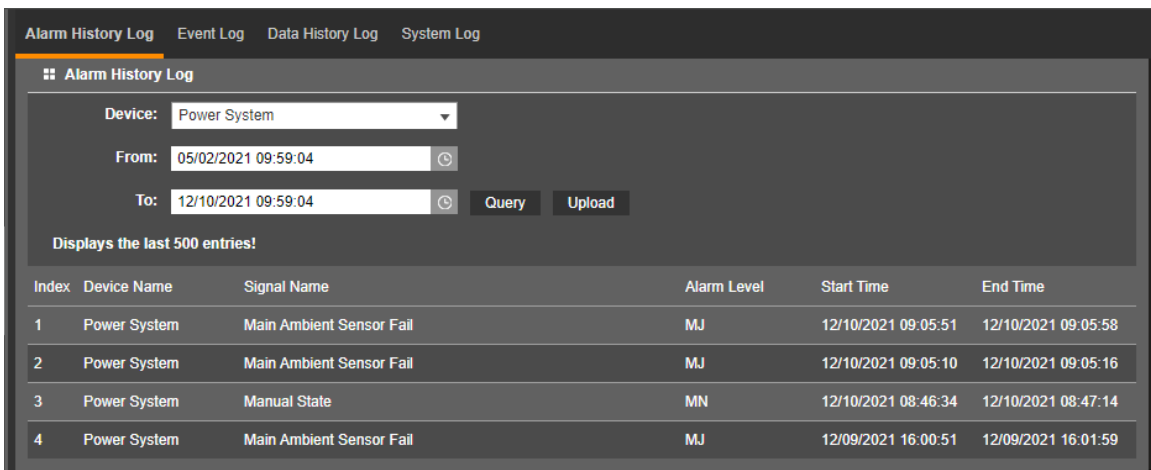 Alarm History Log Event Log Data History Log System Log
Alarm History Log
Device: Power System
From: 05/02/2021 09:59:04
To: 12/10/2021 09:59:04 Query Upload
Displays the last 500 entries!
Index Device Name Signal Name Alarm Level Start Time End Time
1 Power System Main Ambient Sensor Fail MJ 12/10/2021 09:05:51 12/10/2021 09:05:58
2 Power System Main Ambient Sensor Fail MJ 12/10/2021 09:05:10 12/10/2021 09:05:16
3 Power System Manual State MN 12/10/2021 08:46:34 12/10/2021 08:47:14
4 Power System Main Ambient Sensor Fail MJ 12/09/2021 16:00:51 12/09/2021 16:01:59